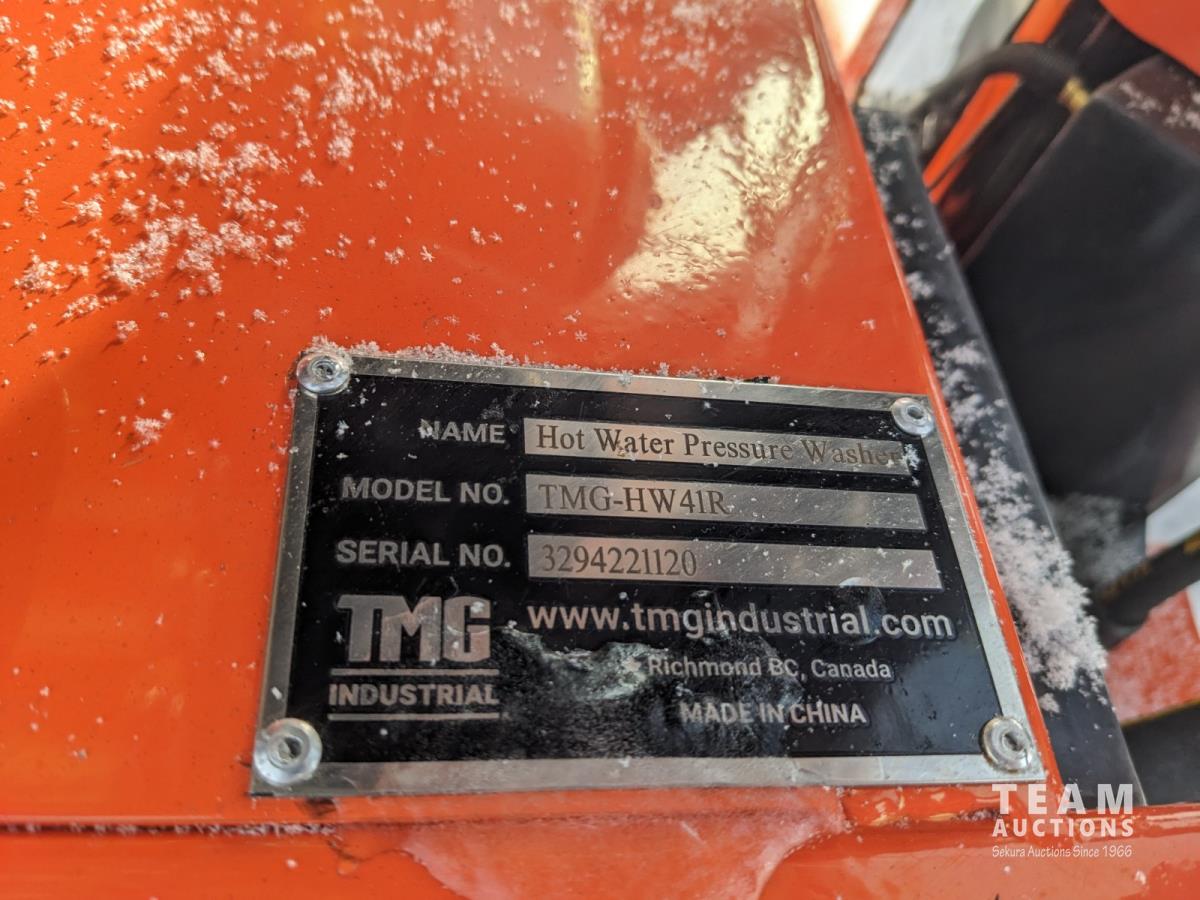 NAME Hot Water Pressure Washer
MODEL NO. TMG-HW41R
SERIAL NO. 3294221120
TMG
INDUSTRIAL
www.tmgindustrial.com
Richmond BC, Canada
MADE IN CHINA
TEAM
AUCTIONS
Sekura Auctions Since 1966